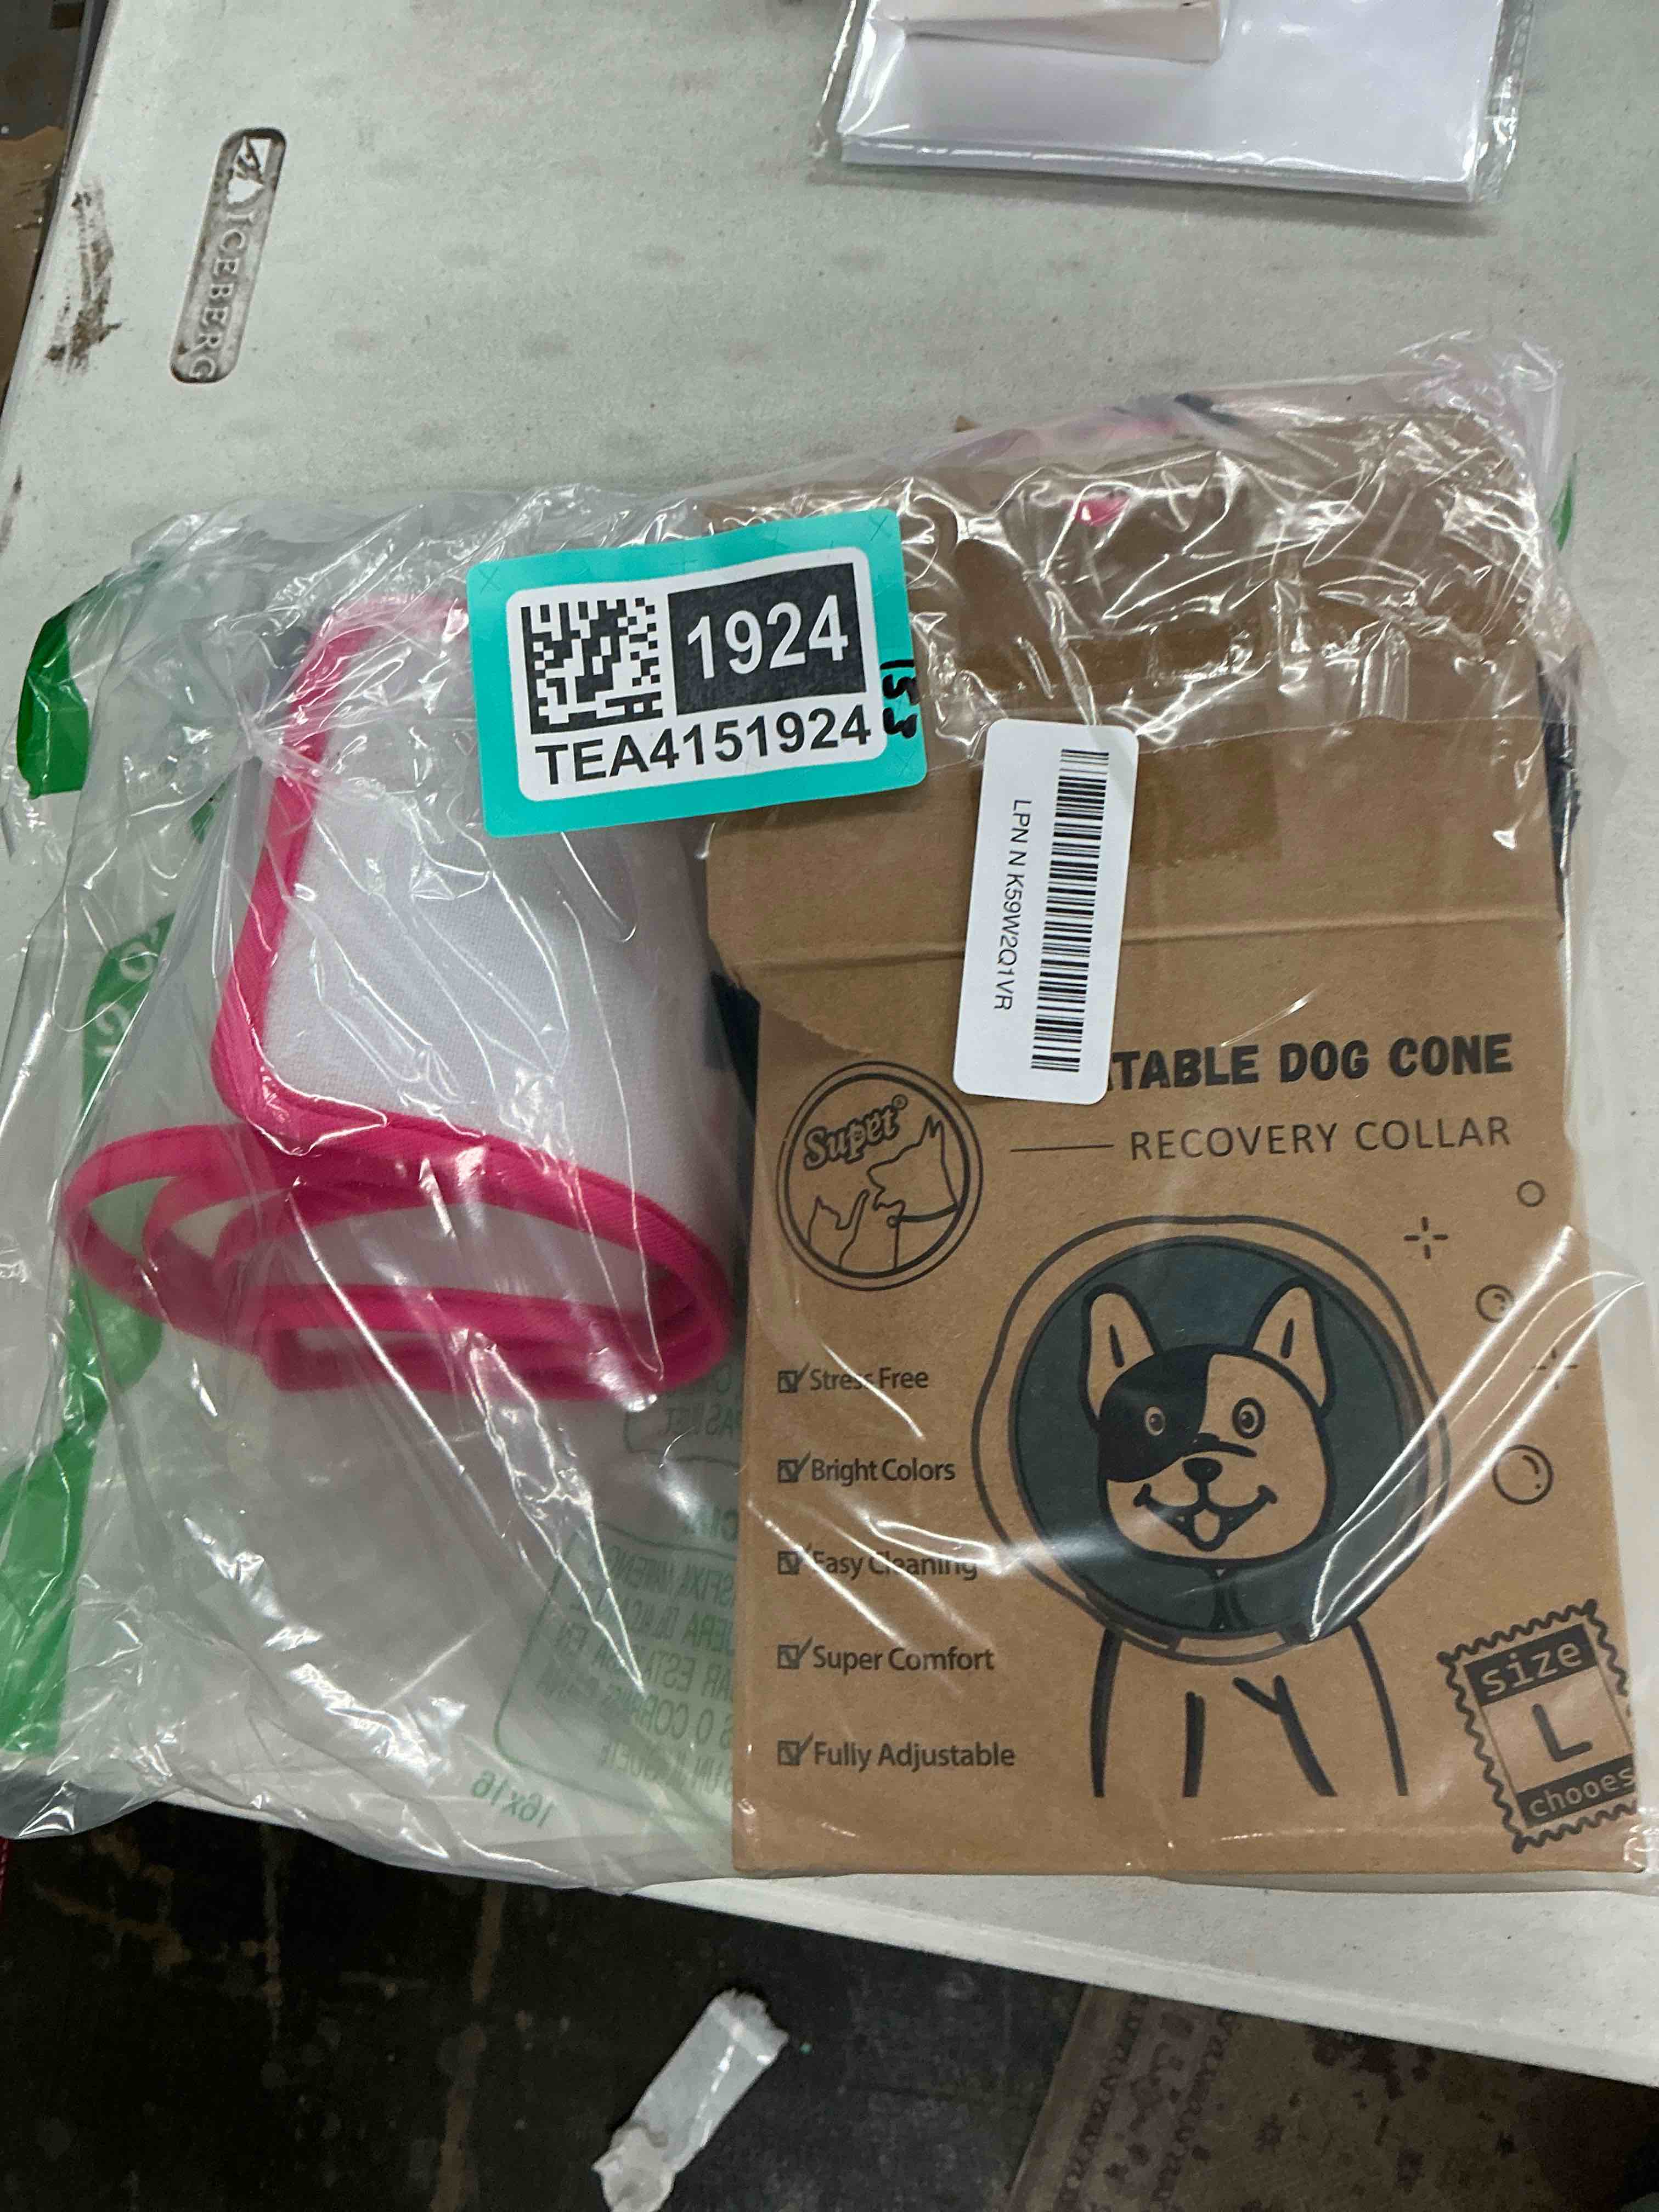 ICEBERG
1924
TEA4151924
153
LPN N K59W2Q1VR
TABLE DOG CONE
RECOVERY COLLAR
Supet®
Stress Free
Bright Colors
Easy Cleaning
Super Comfort
Fully Adjustable
size
L
chooes
16x16